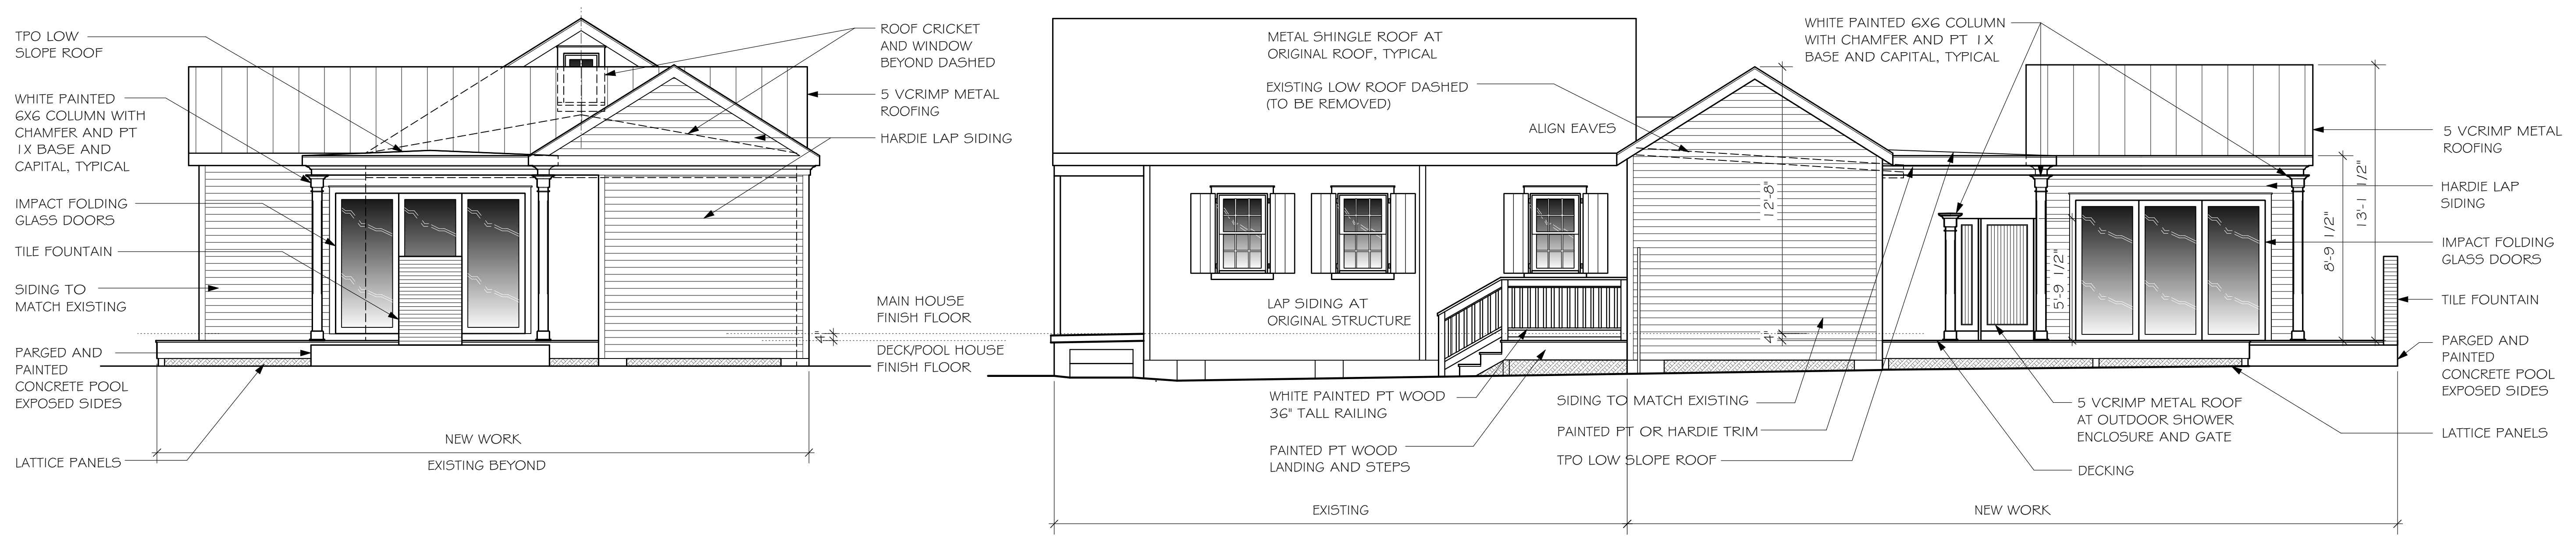 TPO LOW
SLOPE ROOF
WHITE PAINTED
6X6 COLUMN WITH
CHAMFER AND PT
1X BASE AND
CAPITAL, TYPICAL
IMPACT FOLDING
GLASS DOORS
TILE FOUNTAIN
SIDING TO
MATCH EXISTING
PARGED AND
PAINTED
CONCRETE POOL
EXPOSED SIDES
LATTICE PANELS
NEW WORK
EXISTING BEYOND
ROOF CRICKET
AND WINDOW
BEYOND DASHED
5 VCRIMP METAL
ROOFING
HARDIE LAP SIDING
MAIN HOUSE
FINISH FLOOR
4"
DECK/POOL HOUSE
FINISH FLOOR
METAL SHINGLE ROOF AT
ORIGINAL ROOF, TYPICAL
EXISTING LOW ROOF DASHED
(TO BE REMOVED)
ALIGN EAVES
LAP SIDING AT
ORIGINAL STRUCTURE
WHITE PAINTED PT WOOD
36" TALL RAILING
PAINTED PT WOOD
LANDING AND STEPS
EXISTING
12'-8"
4"
SIDING TO MATCH EXISTING
PAINTED PT OR HARDIE TRIM
TPO LOW SLOPE ROOF
WHITE PAINTED 6X6 COLUMN
WITH CHAMFER AND PT 1X
BASE AND CAPITAL, TYPICAL
5'-9 1/2"
8'-9 1/2"
13'-1 1/2"
5 VCRIMP METAL
ROOFING
HARDIE LAP
SIDING
IMPACT FOLDING
GLASS DOORS
TILE FOUNTAIN
PARGED AND
PAINTED
CONCRETE POOL
EXPOSED SIDES
LATTICE PANELS
5 VCRIMP METAL ROOF
AT OUTDOOR SHOWER
ENCLOSURE AND GATE
DECKING
NEW WORK